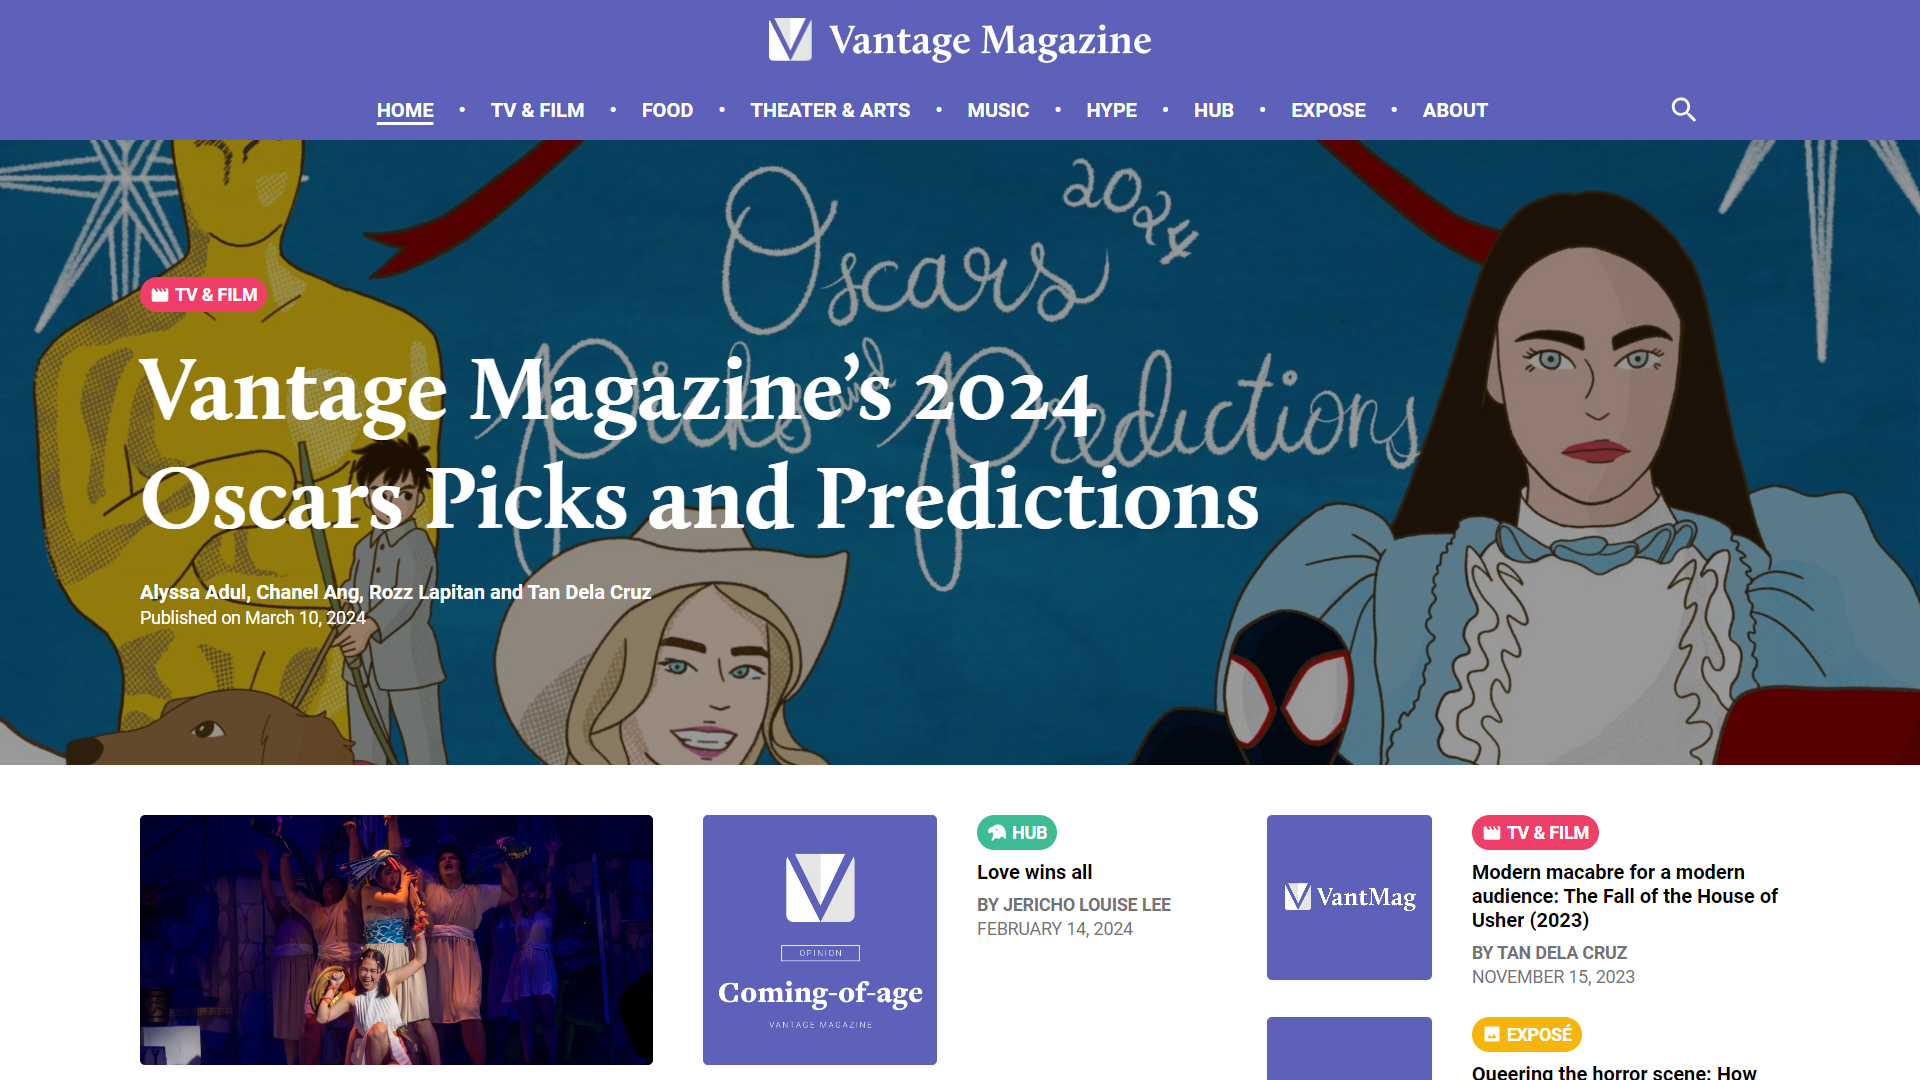 Vantage Magazine
HOME • TV & FILM • FOOD • THEATER & ARTS • MUSIC • HYPE • HUB • EXPOSE • ABOUT
Oscars 2024
Picks and Predictions
TV & FILM
Vantage Magazine’s 2024
Oscars Picks and Predictions
Alyssa Adul, Chanel Ang, Rozz Lapitan and Tan Dela Cruz
Published on March 10, 2024
OPINION
Coming-of-age
VANTAGE MAGAZINE
HUB
Love wins all
BY JERICHO LOUISE LEE
FEBRUARY 14, 2024
VantMag
TV & FILM
Modern macabre for a modern
audience: The Fall of the House of
Usher (2023)
BY TAN DELA CRUZ
NOVEMBER 15, 2023
EXPOSÉ
Queering the horror scene: How